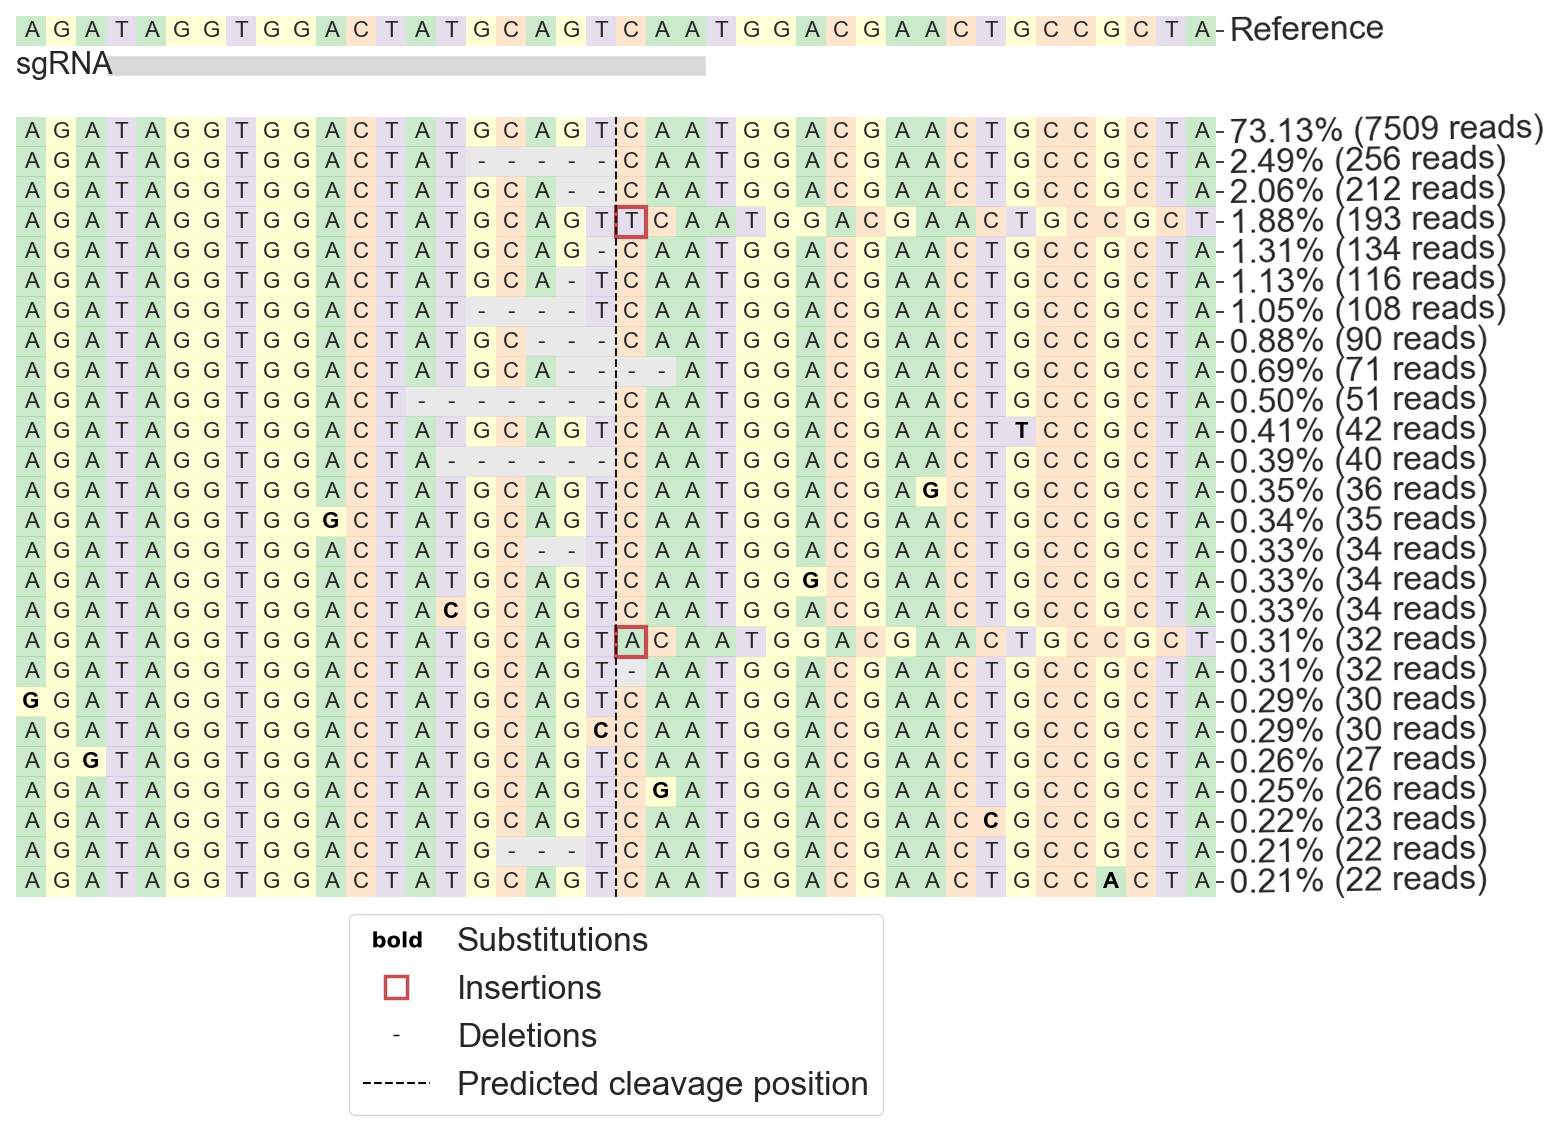 A G A T A G G T G G A C T A T G C A G T C A A T G G A C G A A C T G C C G C T A Reference
sgRNA
A G A T A G G T G G A C T A T G C A G T C A A T G G A C G A A C T G C C G C T A 73.13% (7509 reads)
A G A T A G G T G G A C T A T - - - - - C A A T G G A C G A A C T G C C G C T A 2.49% (256 reads)
A G A T A G G T G G A C T A T G C A - - C A A T G G A C G A A C T G C C G C T A 2.06% (212 reads)
A G A T A G G T G G A C T A T G C A G T T C A A T G G A C G A A C T G C C G C T 1.88% (193 reads)
A G A T A G G T G G A C T A T G C A G - C A A T G G A C G A A C T G C C G C T A 1.31% (134 reads)
A G A T A G G T G G A C T A T G C A - T C A A T G G A C G A A C T G C C G C T A 1.13% (116 reads)
A G A T A G G T G G A C T A T - - - - T C A A T G G A C G A A C T G C C G C T A 1.05% (108 reads)
A G A T A G G T G G A C T A T G C - - - C A A T G G A C G A A C T G C C G C T A 0.88% (90 reads)
A G A T A G G T G G A C T A T G C A - - - - A T G G A C G A A C T G C C G C T A 0.69% (71 reads)
A G A T A G G T G G A C T - - - - - - - C A A T G G A C G A A C T G C C G C T A 0.50% (51 reads)
A G A T A G G T G G A C T A T G C A G T C A A T G G A C G A A C T T C C G C T A 0.41% (42 reads)
A G A T A G G T G G A C T A - - - - - - C A A T G G A C G A A C T G C C G C T A 0.39% (40 reads)
A G A T A G G T G G A C T A T G C A G T C A A T G G A C G A G C T G C C G C T A 0.35% (36 reads)
A G A T A G G T G G G C T A T G C A G T C A A T G G A C G A A C T G C C G C T A 0.34% (35 reads)
A G A T A G G T G G A C T A T G C - - T C A A T G G A C G A A C T G C C G C T A 0.33% (34 reads)
A G A T A G G T G G A C T A T G C A G T C A A T G G G C G A A C T G C C G C T A 0.33% (34 reads)
A G A T A G G T G G A C T A C G C A G T C A A T G G A C G A A C T G C C G C T A 0.33% (34 reads)
A G A T A G G T G G A C T A T G C A G T A C A A T G G A C G A A C T G C C G C T 0.31% (32 reads)
A G A T A G G T G G A C T A T G C A G T - A A T G G A C G A A C T G C C G C T A 0.31% (32 reads)
G G A T A G G T G G A C T A T G C A G T C A A T G G A C G A A C T G C C G C T A 0.29% (30 reads)
A G A T A G G T G G A C T A T G C A G C C A A T G G A C G A A C T G C C G C T A 0.29% (30 reads)
A G G T A G G T G G A C T A T G C A G T C A A T G G A C G A A C T G C C G C T A 0.26% (27 reads)
A G A T A G G T G G A C T A T G C A G T C G A T G G A C G A A C T G C C G C T A 0.25% (26 reads)
A G A T A G G T G G A C T A T G C A G T C A A T G G A C G A A C C G C C G C T A 0.22% (23 reads)
A G A T A G G T G G A C T A T G - - - T C A A T G G A C G A A C T G C C G C T A 0.21% (22 reads)
A G A T A G G T G G A C T A T G C A G T C A A T G G A C G A A C T G C C A C T A 0.21% (22 reads)
bold Substitutions
Insertions
- Deletions
Predicted cleavage position